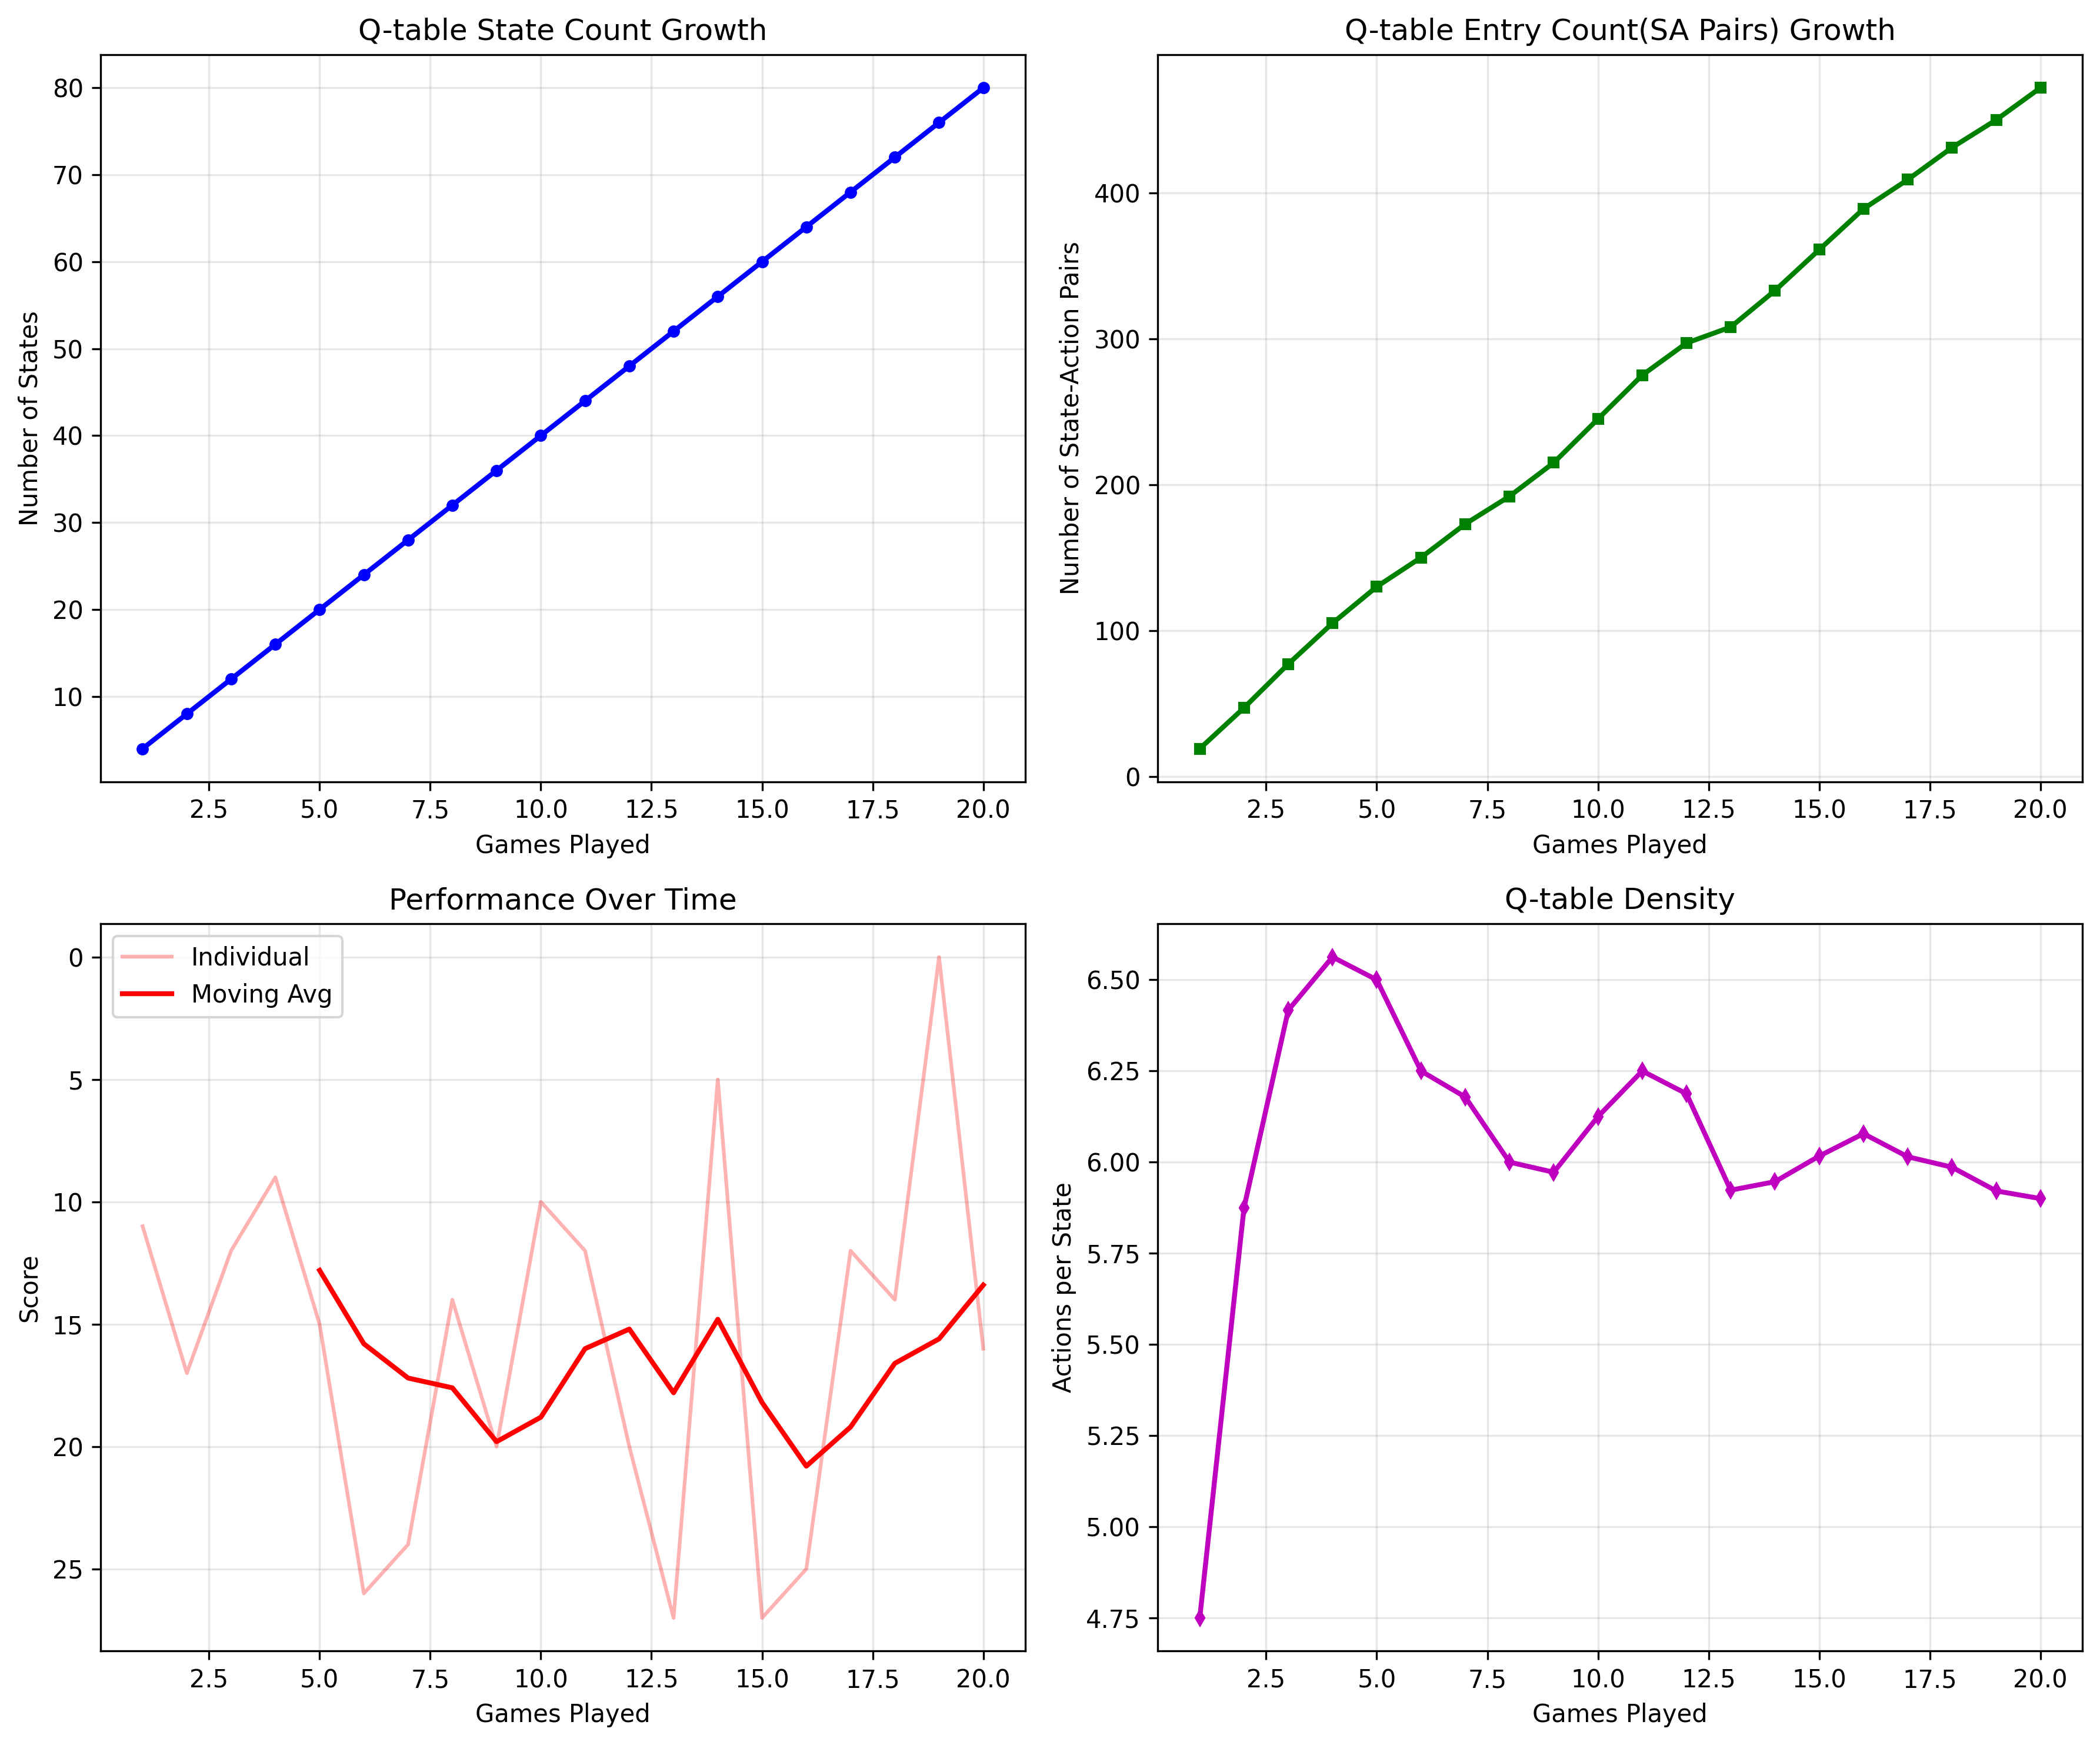 Q-table State Count Growth
Number of States
80
70
60
50
40
30
20
10
2.5 5.0 7.5 10.0 12.5 15.0 17.5 20.0
Games Played
Q-table Entry Count(SA Pairs) Growth
Number of State-Action Pairs
400
300
200
100
0
2.5 5.0 7.5 10.0 12.5 15.0 17.5 20.0
Games Played
Performance Over Time
Individual
Moving Avg
Score
0
5
10
15
20
25
2.5 5.0 7.5 10.0 12.5 15.0 17.5 20.0
Games Played
Q-table Density
Actions per State
6.50
6.25
6.00
5.75
5.50
5.25
5.00
4.75
2.5 5.0 7.5 10.0 12.5 15.0 17.5 20.0
Games Played